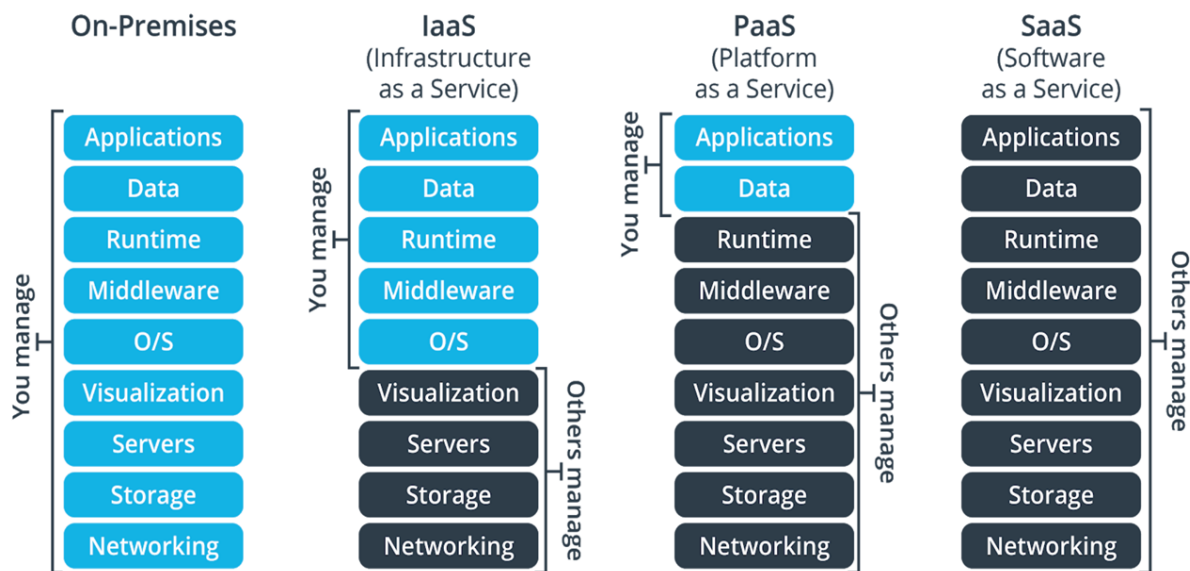 On-Premises
You manage
Applications
Data
Runtime
Middleware
O/S
Visualization
Servers
Storage
Networking
IaaS
(Infrastructure
as a Service)
You manage
Applications
Data
Runtime
Middleware
O/S
Visualization
Servers
Storage
Networking
Others manage
PaaS
(Platform
as a Service)
You manage
Applications
Data
Runtime
Middleware
O/S
Visualization
Servers
Storage
Networking
Others manage
SaaS
(Software
as a Service)
Applications
Data
Runtime
Middleware
O/S
Visualization
Servers
Storage
Networking
Others manage